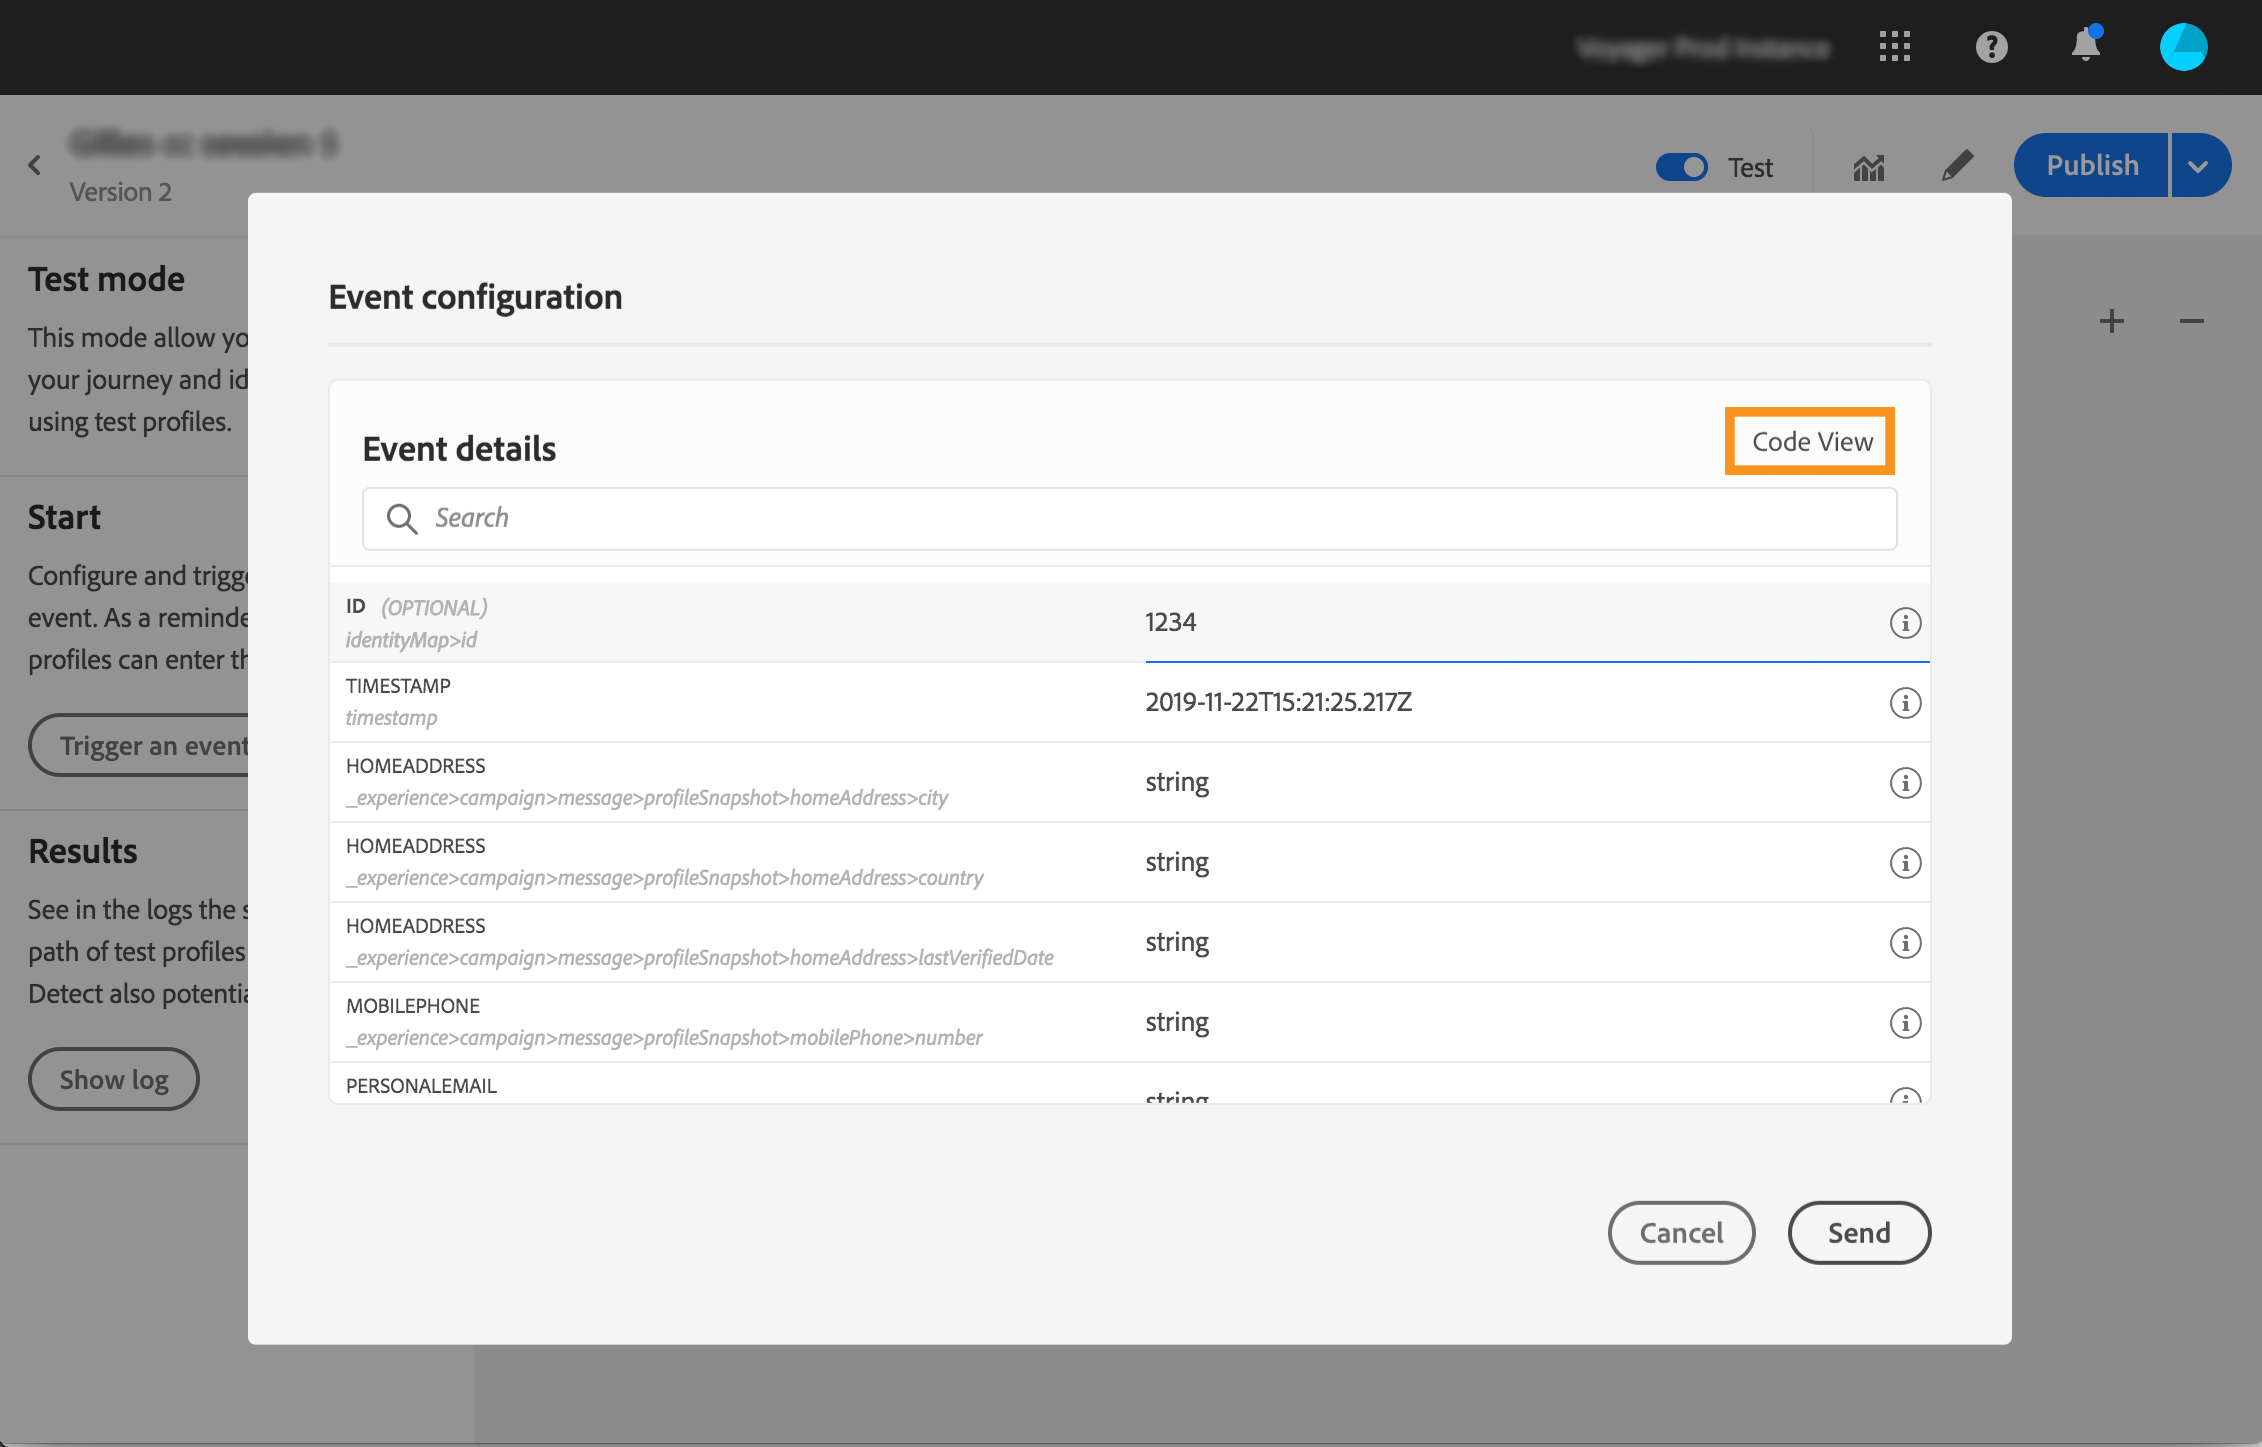 Version 2
Test
Publish
Test mode
This mode allow yo
your journey and id
using test profiles.
Start
Configure and trigge
event. As a reminde
profiles can enter th
Trigger an event
Results
See in the logs the s
path of test profiles
Detect also potentia
Show log
Event configuration
Event details
Code View
Search
ID (OPTIONAL)
identityMap>id
1234
TIMESTAMP
timestamp
2019-11-22T15:21:25.217Z
HOMEADDRESS
_experience>campaign>message>profileSnapshot>homeAddress>city
string
HOMEADDRESS
_experience>campaign>message>profileSnapshot>homeAddress>country
string
HOMEADDRESS
_experience>campaign>message>profileSnapshot>homeAddress>lastVerifiedDate
string
MOBILEPHONE
_experience>campaign>message>profileSnapshot>mobilePhone>number
string
PERSONALEMAIL
string
Cancel
Send